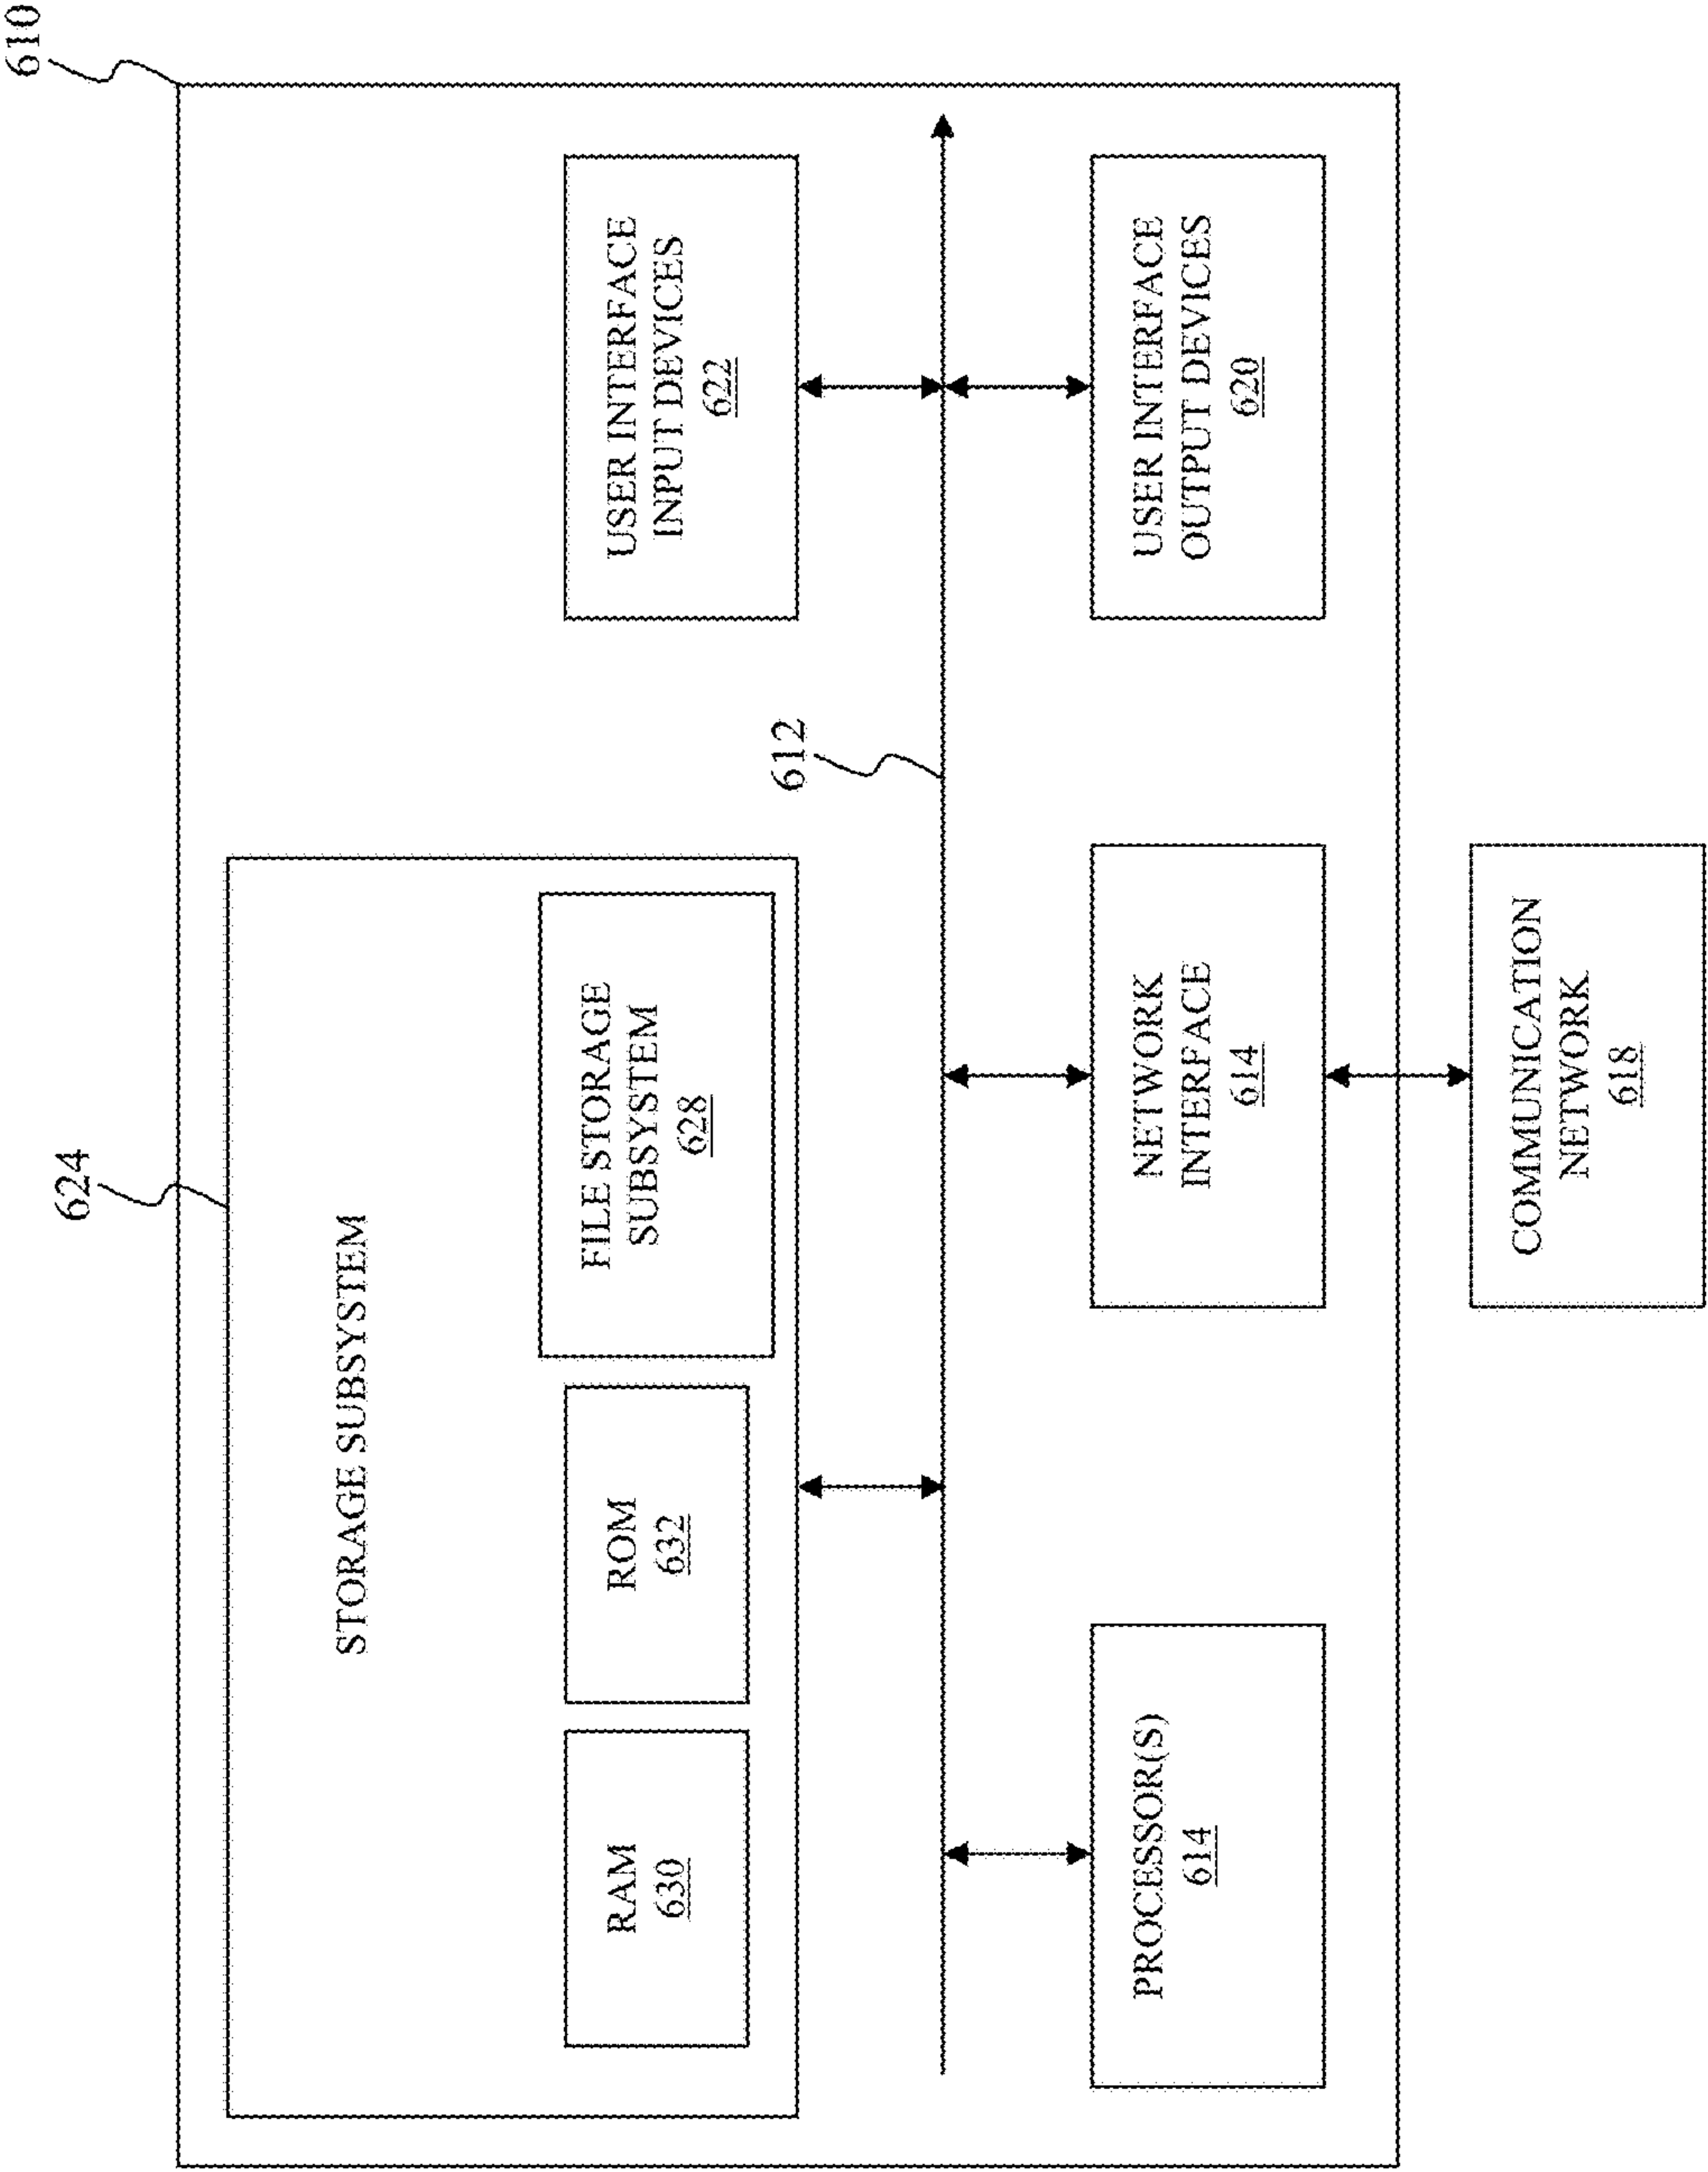 610
624
STORAGE SUBSYSTEM
RAM
630
ROM
632
FILE STORAGE
SUBSYSTEM
628
USER INTERFACE
INPUT DEVICES
622
612
PROCESSOR(S)
614
NETWORK
INTERFACE
614
USER INTERFACE
OUTPUT DEVICES
620
COMMUNICATION
NETWORK
618